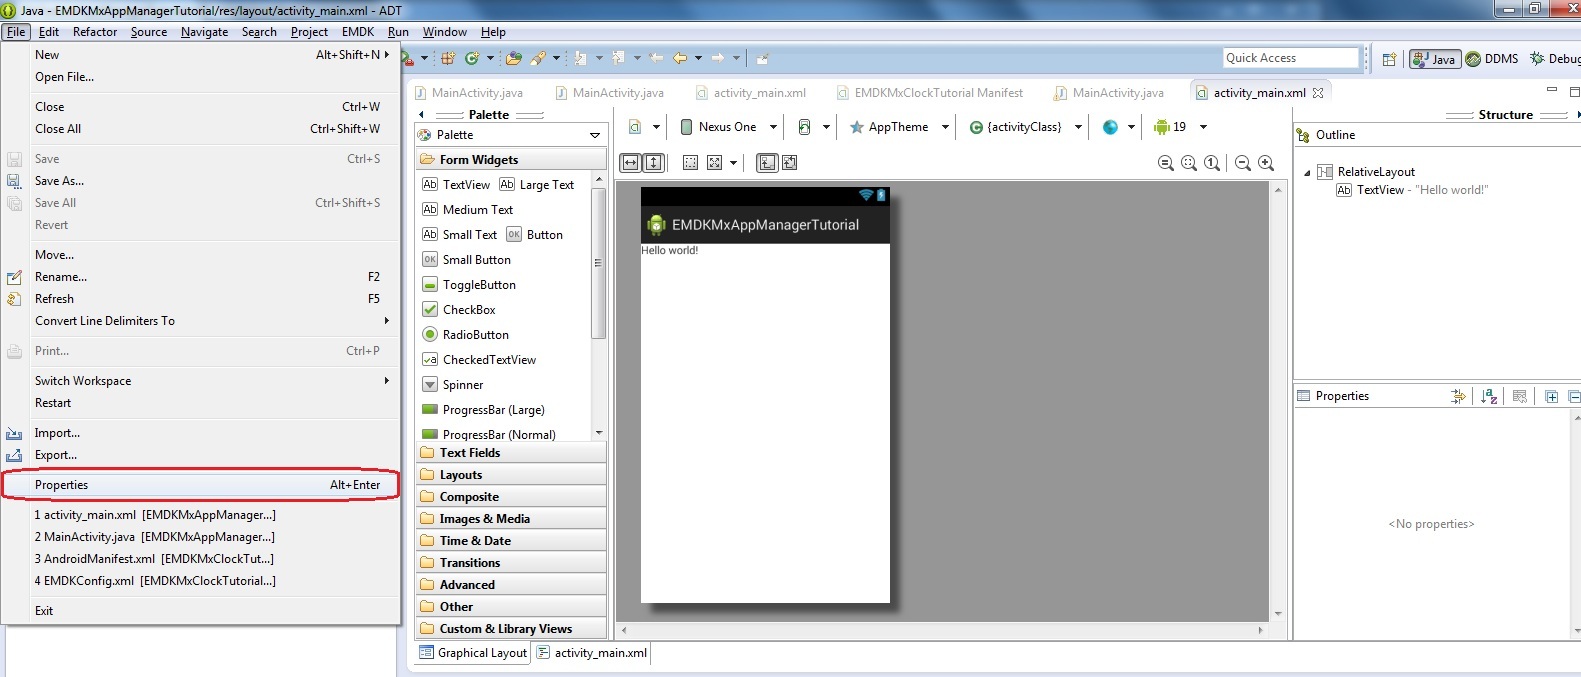 Java - EMDKMxAppManagerTutorial/res/layout/activity_main.xml - ADT
File Edit Refactor Source Navigate Search Project EMDK Run Window Help
New Alt+Shift+N
Open File...
Close Ctrl+W
Close All Ctrl+Shift+W
Save Ctrl+S
Save As...
Save All Ctrl+Shift+S
Revert
Move...
Rename... F2
Refresh F5
Convert Line Delimiters To
Print... Ctrl+P
Switch Workspace
Restart
Import...
Export...
Properties Alt+Enter
1 activity_main.xml [EMDKMxAppManager...]
2 MainActivity.java [EMDKMxAppManager...]
3 AndroidManifest.xml [EMDKMxClockTut...]
4 EMDKConfig.xml [EMDKMxClockTutorial...]
Exit
Quick Access
Java DDMS Debug
MainActivity.java MainActivity.java activity_main.xml EMDKMxClockTutorial Manifest MainActivity.java activity_main.xml
Palette
Palette
Form Widgets
Ab TextView Ab Large Text
Ab Medium Text
Ab Small Text OK Button
OK Small Button
ToggleButton
CheckBox
RadioButton
CheckedTextView
Spinner
ProgressBar (Large)
ProgressBar (Normal)
Text Fields
Layouts
Composite
Images & Media
Time & Date
Transitions
Advanced
Other
Custom & Library Views
Graphical Layout activity_main.xml
Nexus One AppTheme {activityClass} 19
EMDKMxAppManagerTutorial
Hello world!
Structure
Outline
RelativeLayout
Ab TextView - "Hello world!"
Properties
<No properties>